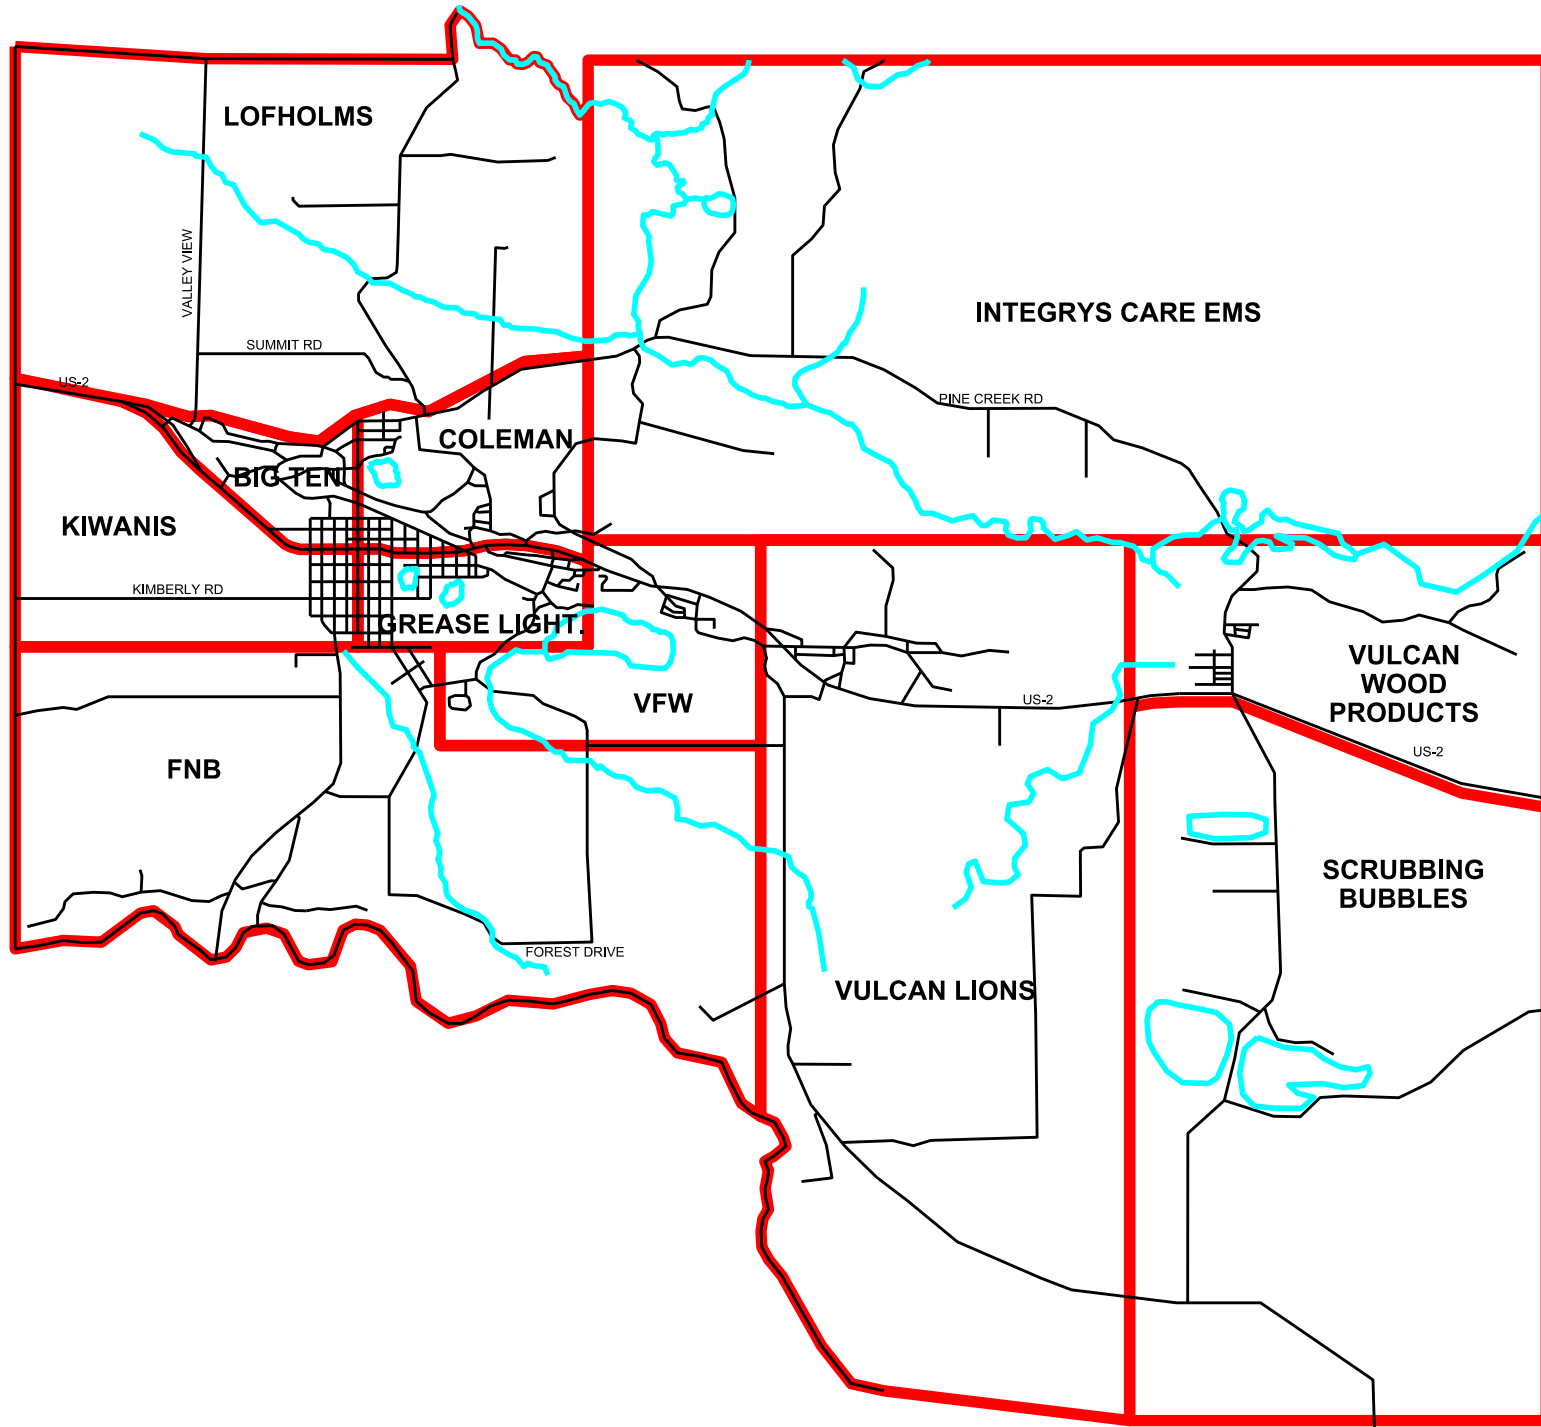 LOFHOLMS
VALLEY VIEW
INTEGRYS CARE EMS
SUMMIT RD
US-2
PINE CREEK RD
COLEMAN
BIG TEN
KIWANIS
KIMBERLY RD
GREASE LIGHT.
VULCAN
WOOD
PRODUCTS
VFW
US-2
US-2
FNB
SCRUBBING
BUBBLES
FOREST DRIVE
VULCAN LIONS